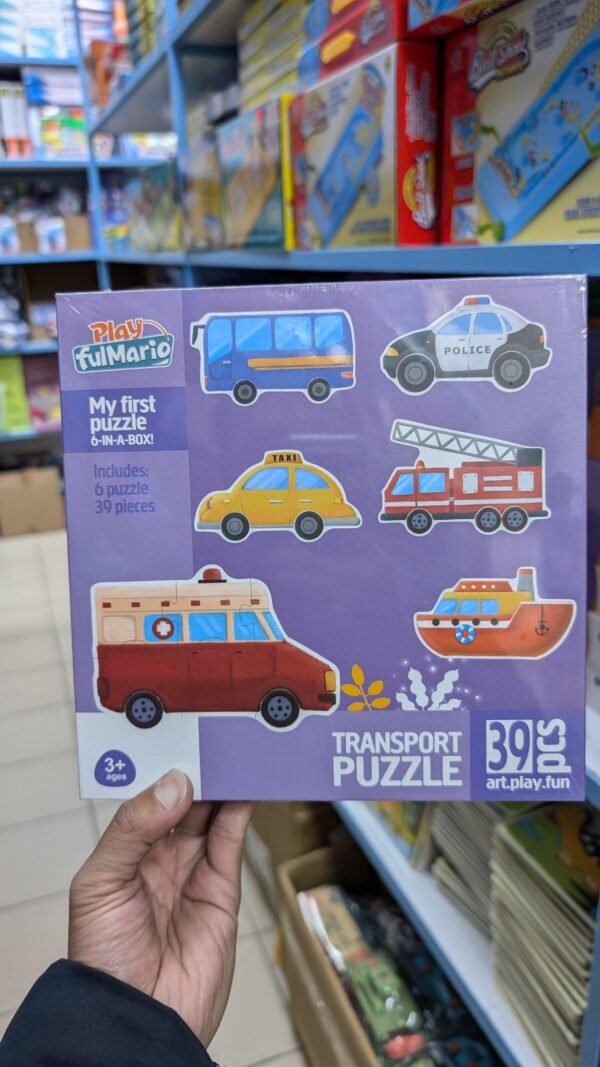 Play
fulMario
My first
puzzle
6-IN-A-BOX!
Includes:
6 puzzle
39 pieces
POLICE
TAXI
3+
ages
TRANSPORT
PUZZLE
39 pcs
art.play.fun